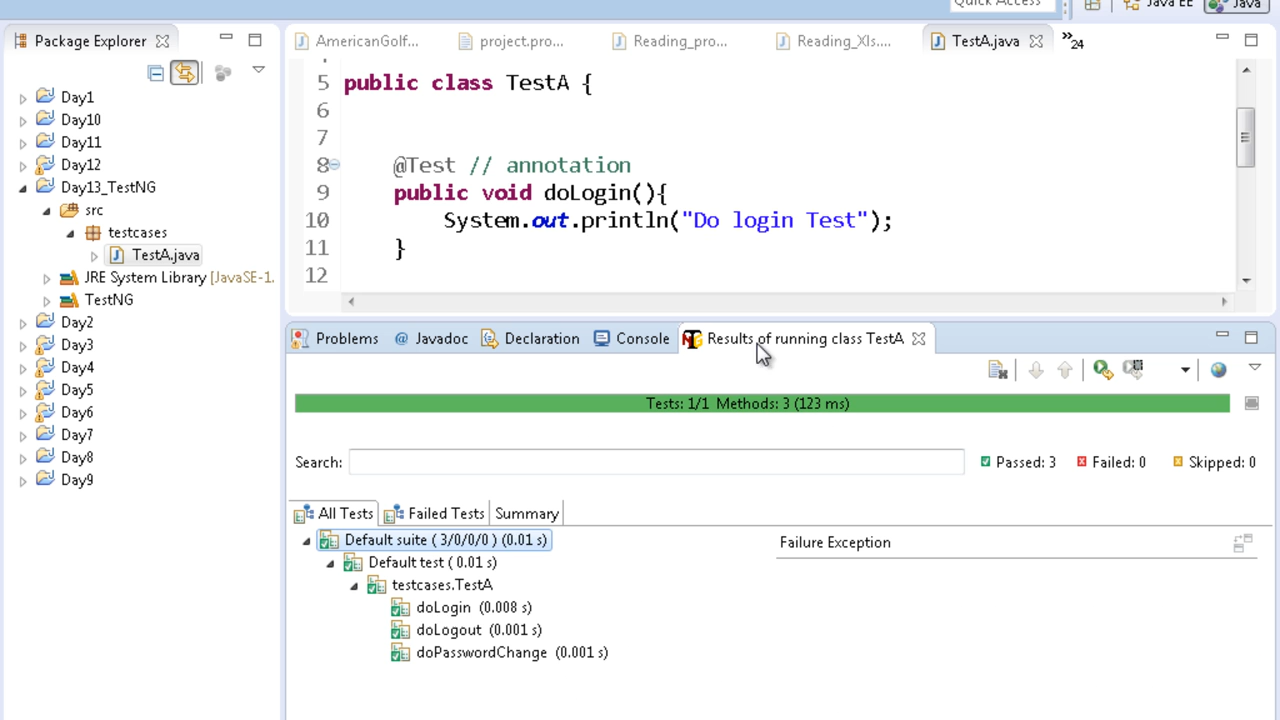 Quick Access
Java EE
Java
Package Explorer
Day1
Day10
Day11
Day12
Day13_TestNG
src
testcases
TestA.java
JRE System Library [JavaSE-1.
TestNG
Day2
Day3
Day4
Day5
Day6
Day7
Day8
Day9
AmericanGolf...
project.pro...
Reading_pro...
Reading_Xls....
TestA.java
»24
5 public class TestA {
6
7
8 @Test // annotation
9 public void doLogin(){
10 System.out.println("Do login Test");
11 }
12
Problems
@ Javadoc
Declaration
Console
Results of running class TestA
Tests: 1/1 Methods: 3 (123 ms)
Search:
Passed: 3
Failed: 0
Skipped: 0
All Tests
Failed Tests
Summary
Default suite ( 3/0/0/0 ) (0.01 s)
Default test ( 0.01 s)
testcases.TestA
doLogin (0.008 s)
doLogout (0.001 s)
doPasswordChange (0.001 s)
Failure Exception